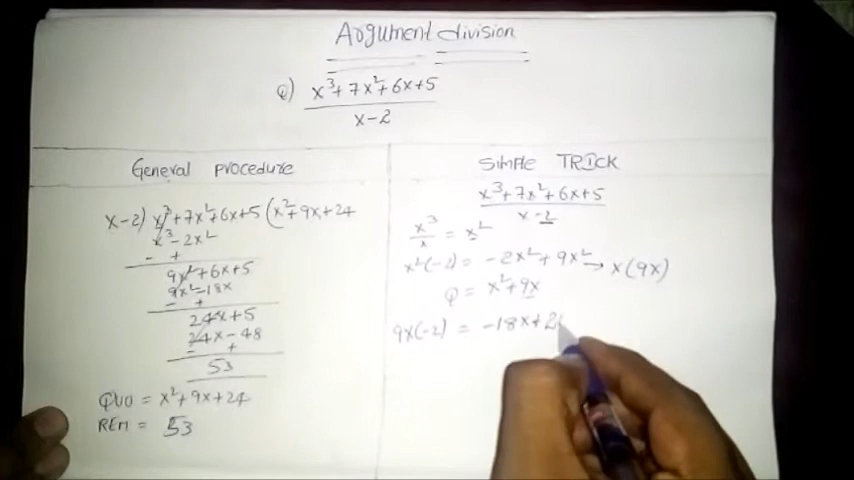 Argument division
Q) x³+7x²+6x+5
x-2
General procedure
x-2) x³+7x²+6x+5 (x²+9x+24
x³-2x²
- +
9x²+6x+5
9x²-18x
- +
24x+5
24x-48
- +
53
QUO = x²+9x+24
REM = 53
Simple TRICK
x³+7x²+6x+5
x-2
x³/x = x²
x²(-2) = -2x²+9x² → x(9x)
Q = x²+9x
9x(-2) = -18x+2